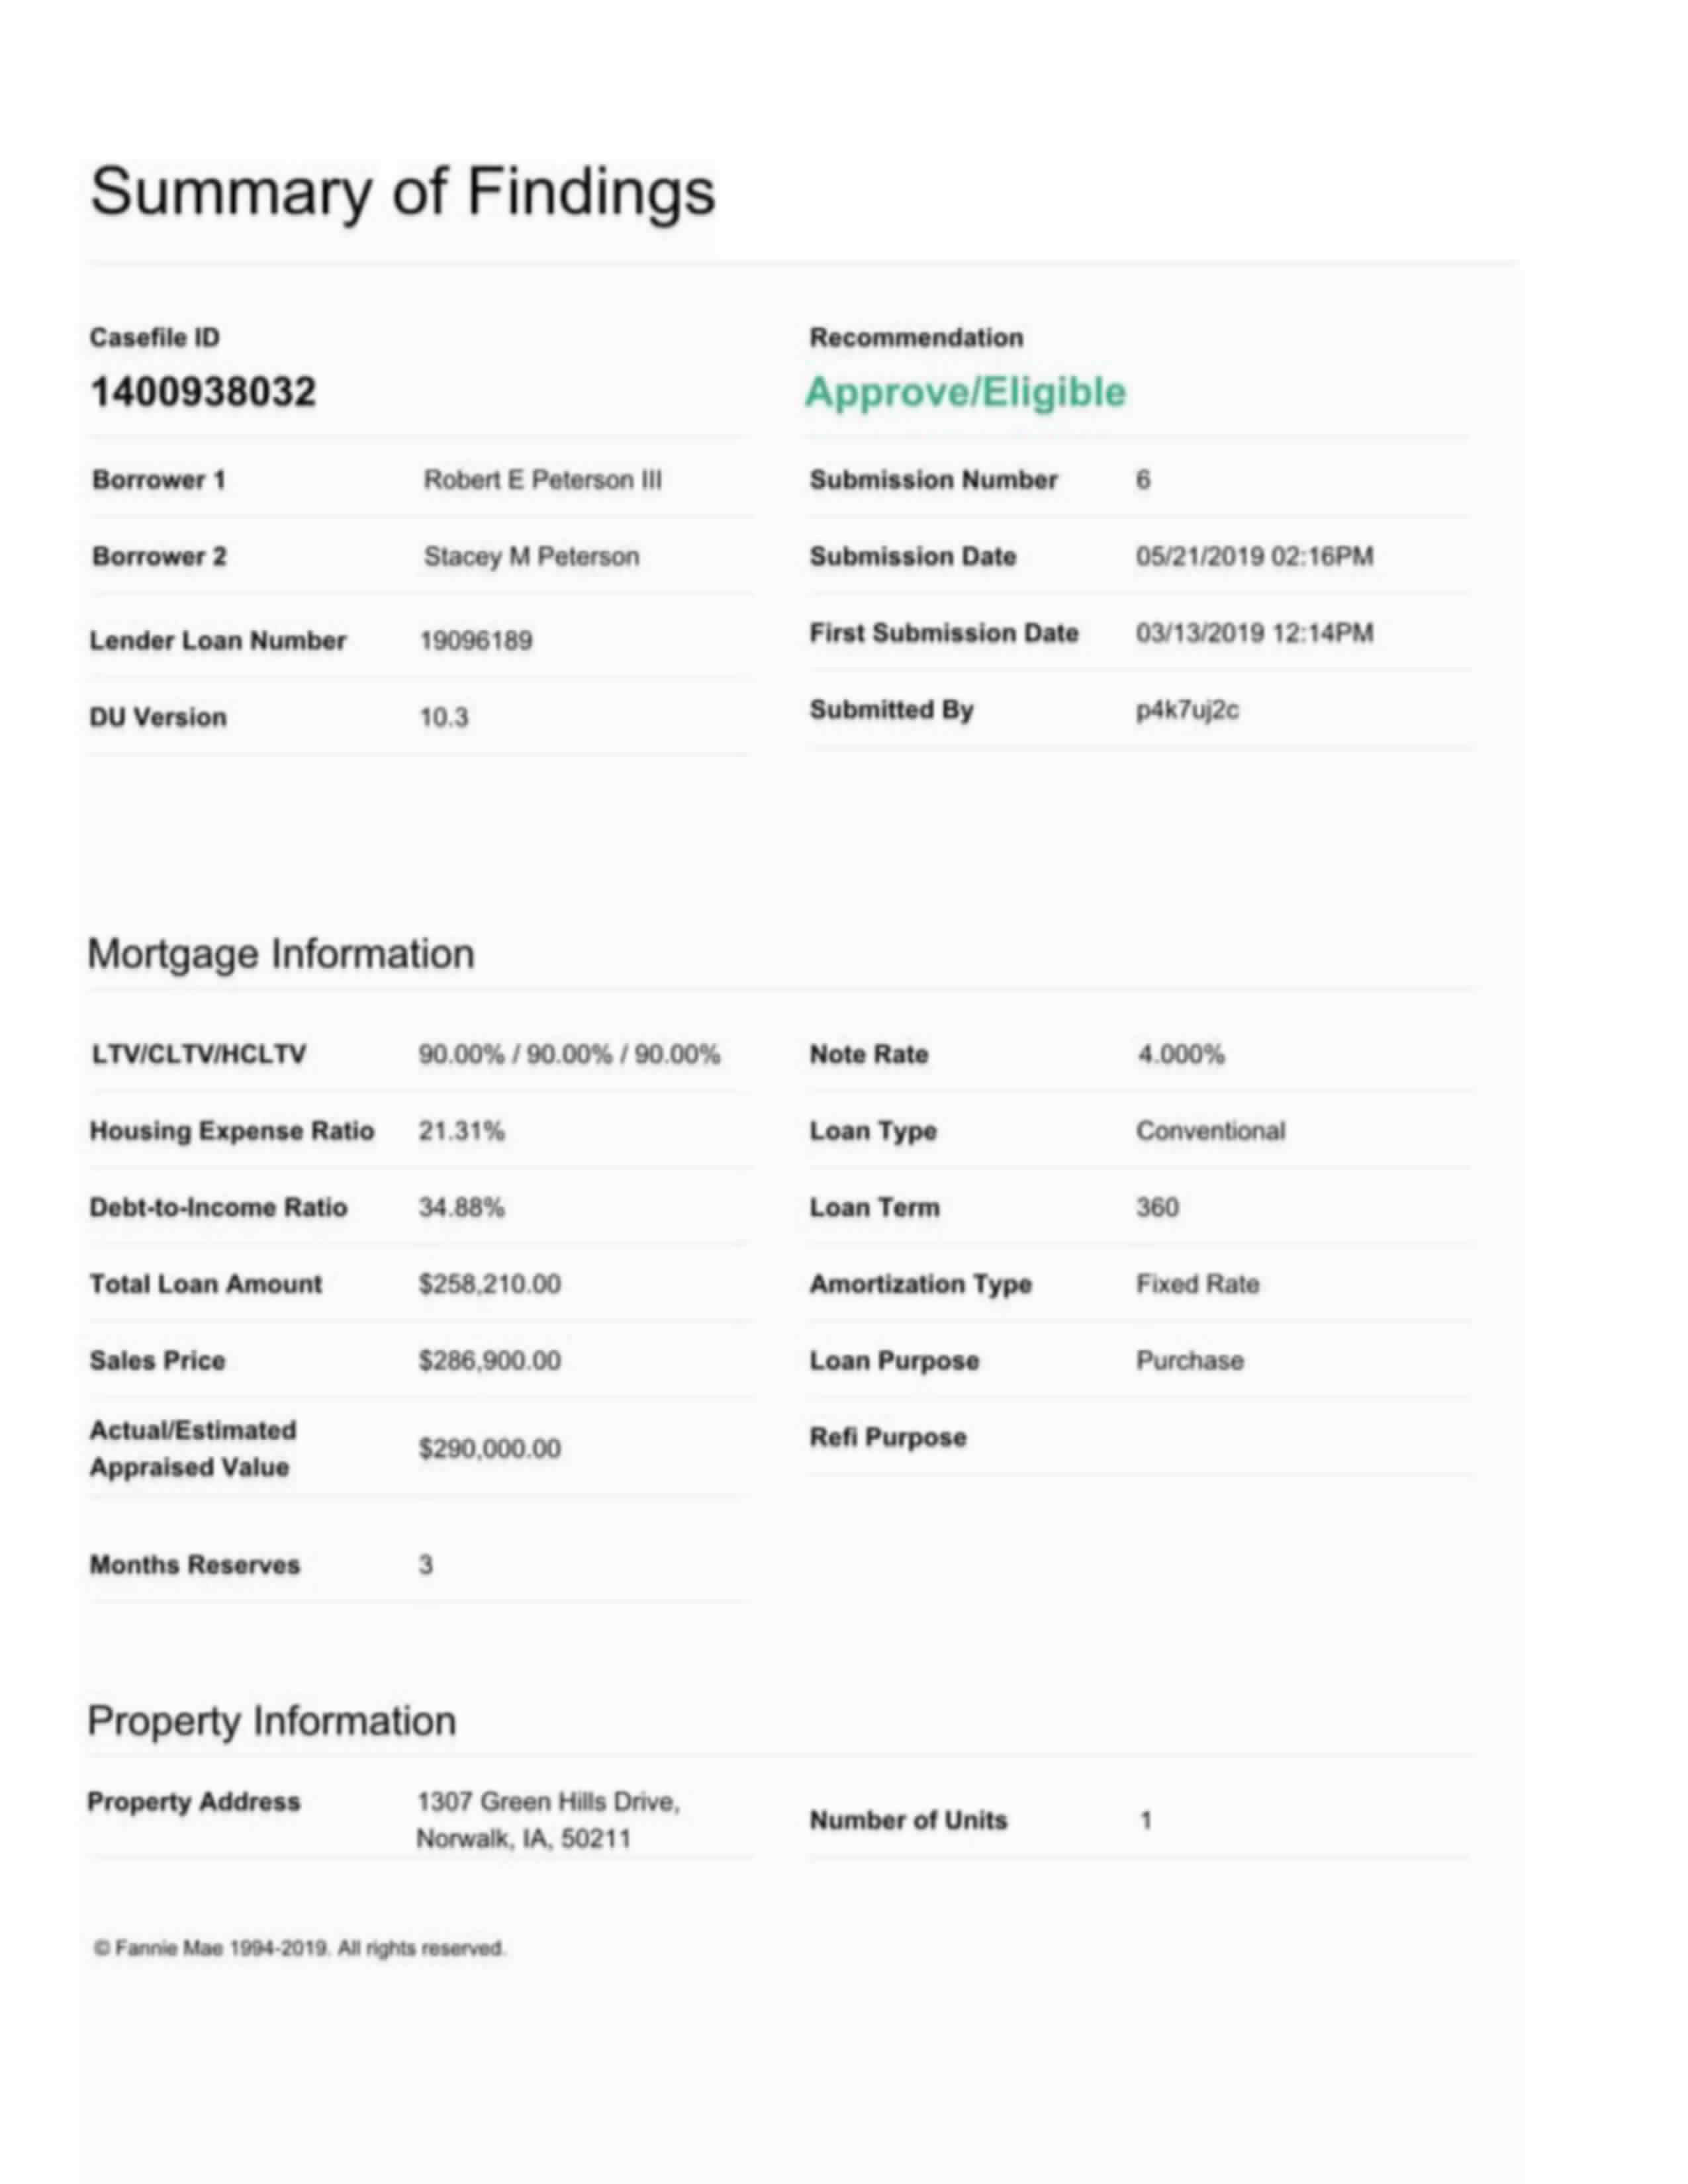 Summary of Findings
Casefile ID
1400938032
Recommendation
Approve/Eligible
Borrower 1 Robert E Peterson III
Borrower 2 Stacey M Peterson
Lender Loan Number 19096189
DU Version 10.3
Submission Number 6
Submission Date 05/21/2019 02:16PM
First Submission Date 03/13/2019 12:14PM
Submitted By p4k7uj2c
Mortgage Information
LTV/CLTV/HCLTV 90.00% / 90.00% / 90.00%
Housing Expense Ratio 21.31%
Debt-to-Income Ratio 34.88%
Total Loan Amount $258,210.00
Sales Price $286,900.00
Actual/Estimated
Appraised Value $290,000.00
Months Reserves 3
Note Rate 4.000%
Loan Type Conventional
Loan Term 360
Amortization Type Fixed Rate
Loan Purpose Purchase
Refi Purpose
Property Information
Property Address 1307 Green Hills Drive,
Norwalk, IA, 50211
Number of Units 1
© Fannie Mae 1994-2019. All rights reserved.